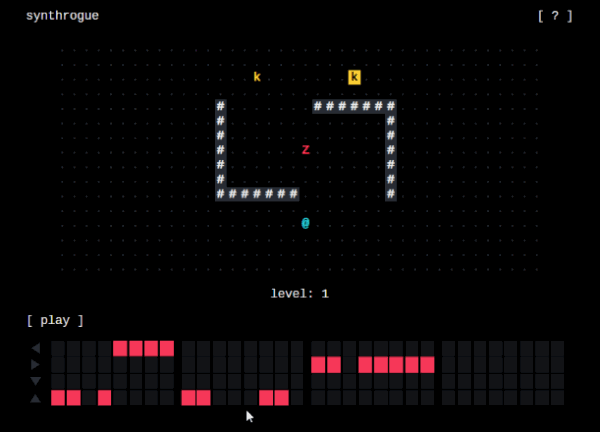 synthrogue
[ ? ]
k k
# #######
# #
# #
# Z #
# #
# #
####### #
@
level: 1
[ play ]